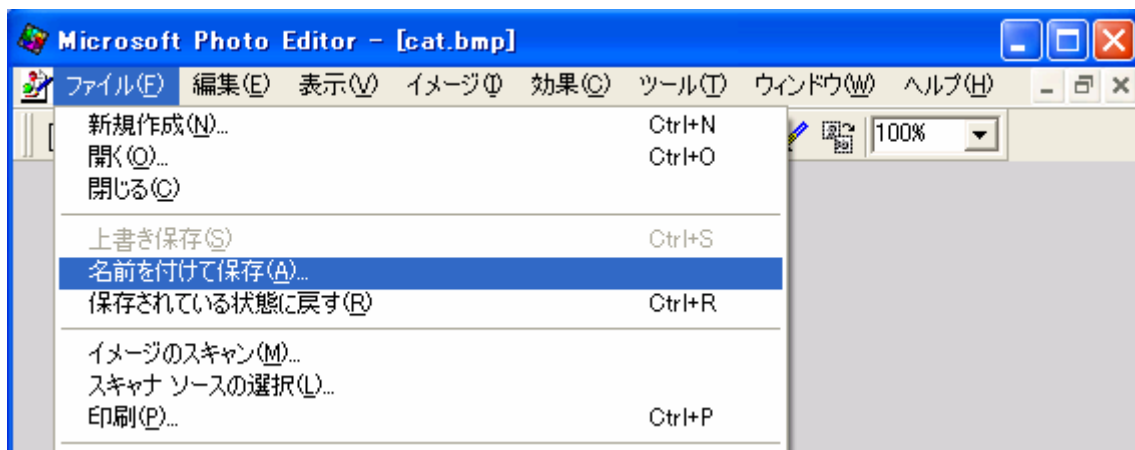 Microsoft Photo Editor - [cat.bmp]
ファイル(F) 編集(E) 表示(V) イメージ(I) 効果(C) ツール(T) ウィンドウ(W) ヘルプ(H)
100%
新規作成(N)... Ctrl+N
開く(O)... Ctrl+O
閉じる(C)
上書き保存(S) Ctrl+S
名前を付けて保存(A)...
保存されている状態に戻す(R) Ctrl+R
イメージのスキャン(M)...
スキャナ ソースの選択(L)...
印刷(P)... Ctrl+P